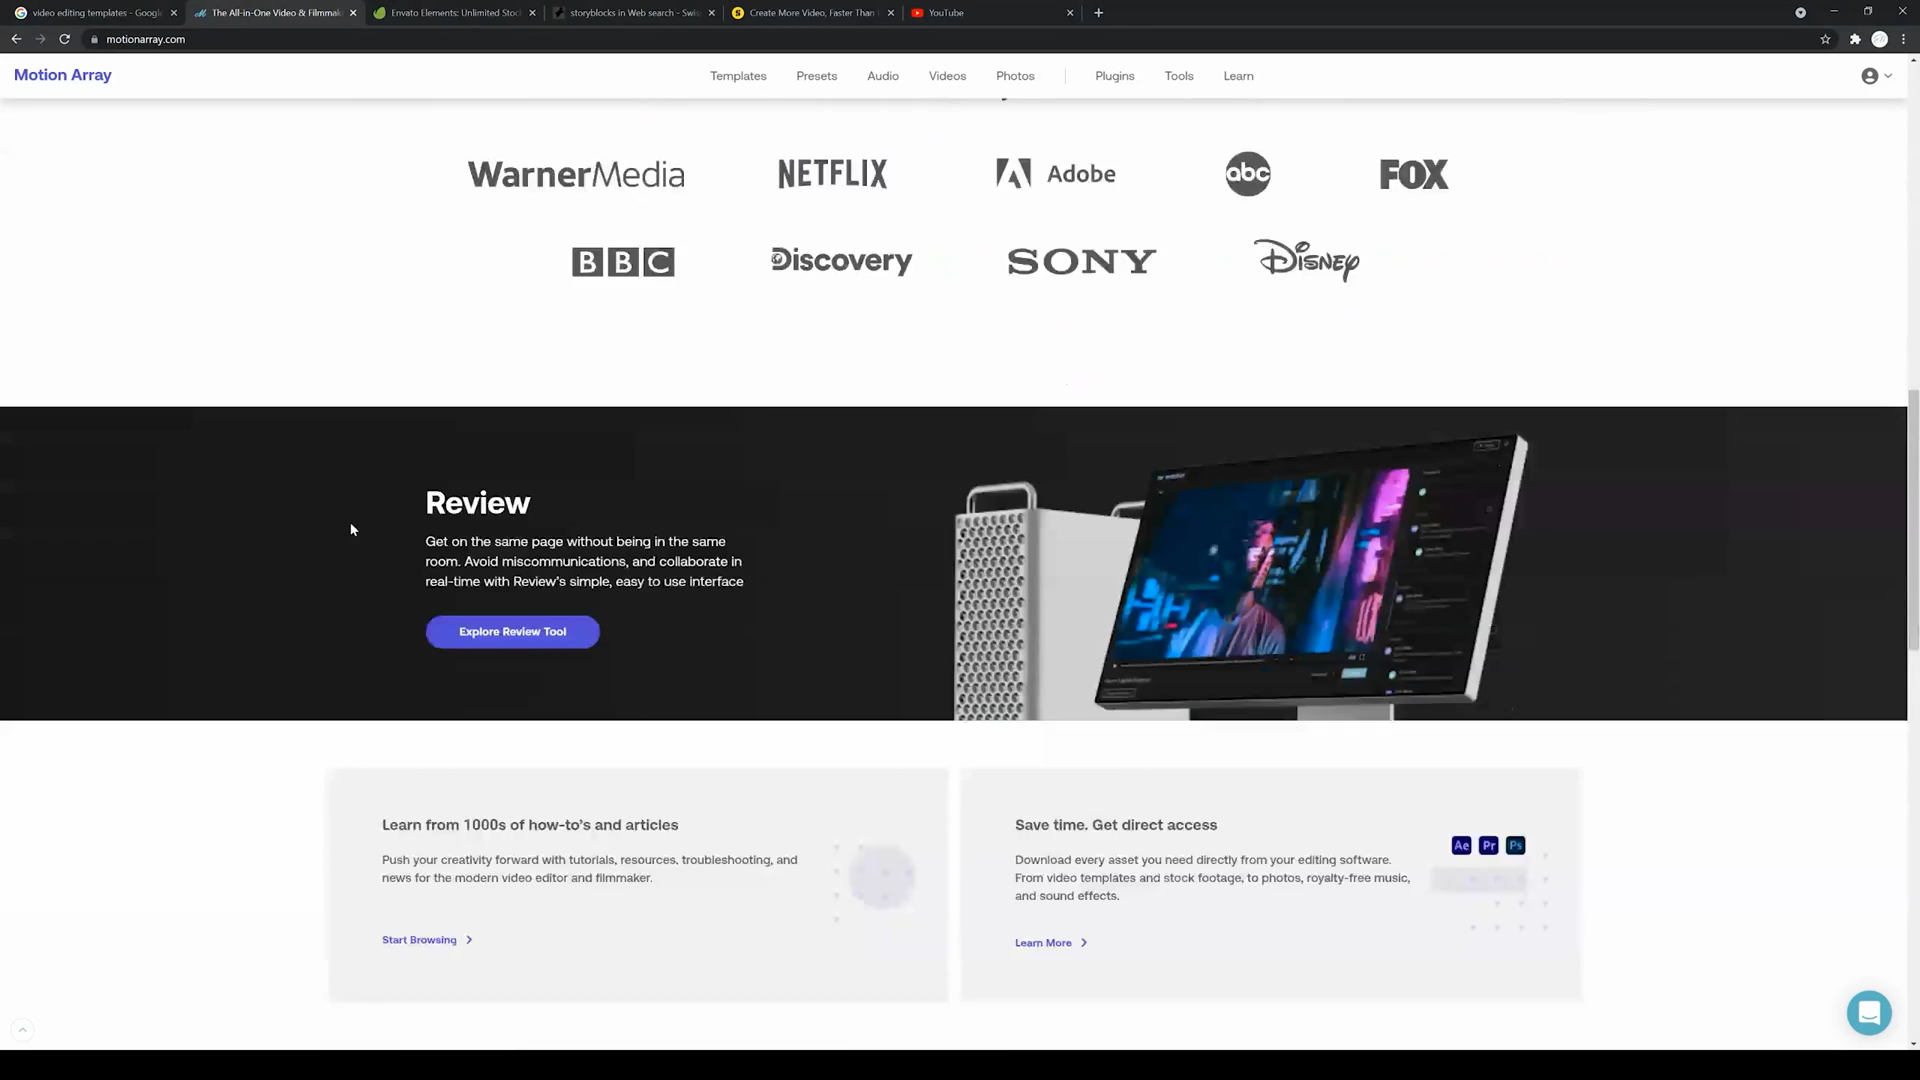 video editing templates - Googl
The All-in-One Video & Filmmak
Envato Elements: Unlimited Stoc
storyblocks in Web search - Swis
Create More Video, Faster Than
YouTube
motionarray.com
Motion Array
Templates
Presets
Audio
Videos
Photos
Plugins
Tools
Learn
WarnerMedia
NETFLIX
Adobe
abc
FOX
BBC
Discovery
SONY
Disney
Review
Get on the same page without being in the same
room. Avoid miscommunications, and collaborate in
real-time with Review's simple, easy to use interface
Explore Review Tool
Learn from 1000s of how-to's and articles
Push your creativity forward with tutorials, resources, troubleshooting, and
news for the modern video editor and filmmaker.
Start Browsing
Save time. Get direct access
Ae Pr Ps
Download every asset you need directly from your editing software.
From video templates and stock footage, to photos, royalty-free music,
and sound effects.
Learn More